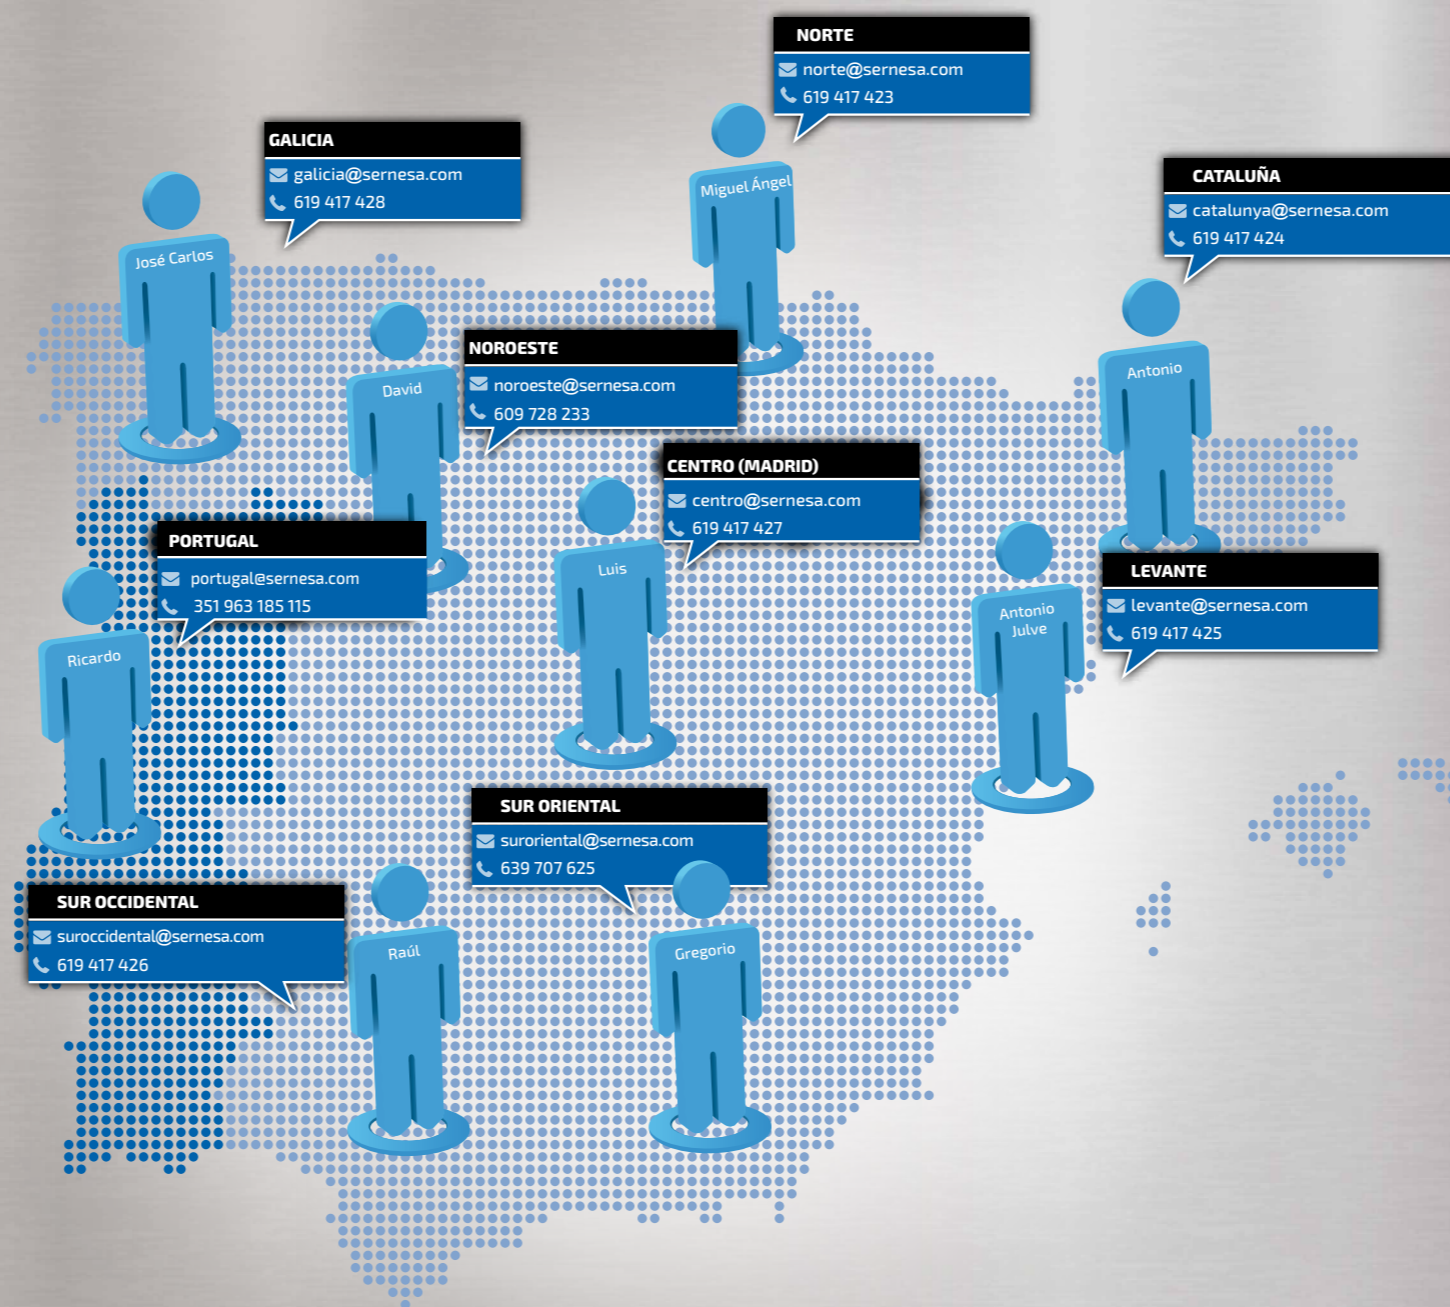 NORTE
norte@sernesa.com
619 417 423
Miguel Ángel
GALICIA
galicia@sernesa.com
619 417 428
José Carlos
CATALUÑA
catalunya@sernesa.com
619 417 424
Antonio
NOROESTE
noroeste@sernesa.com
609 728 233
David
CENTRO (MADRID)
centro@sernesa.com
619 417 427
Luis
PORTUGAL
portugal@sernesa.com
351 963 185 115
Ricardo
LEVANTE
levante@sernesa.com
619 417 425
Antonio
Julve
SUR ORIENTAL
suroriental@sernesa.com
639 707 625
Gregorio
SUR OCCIDENTAL
suroccidental@sernesa.com
619 417 426
Raúl